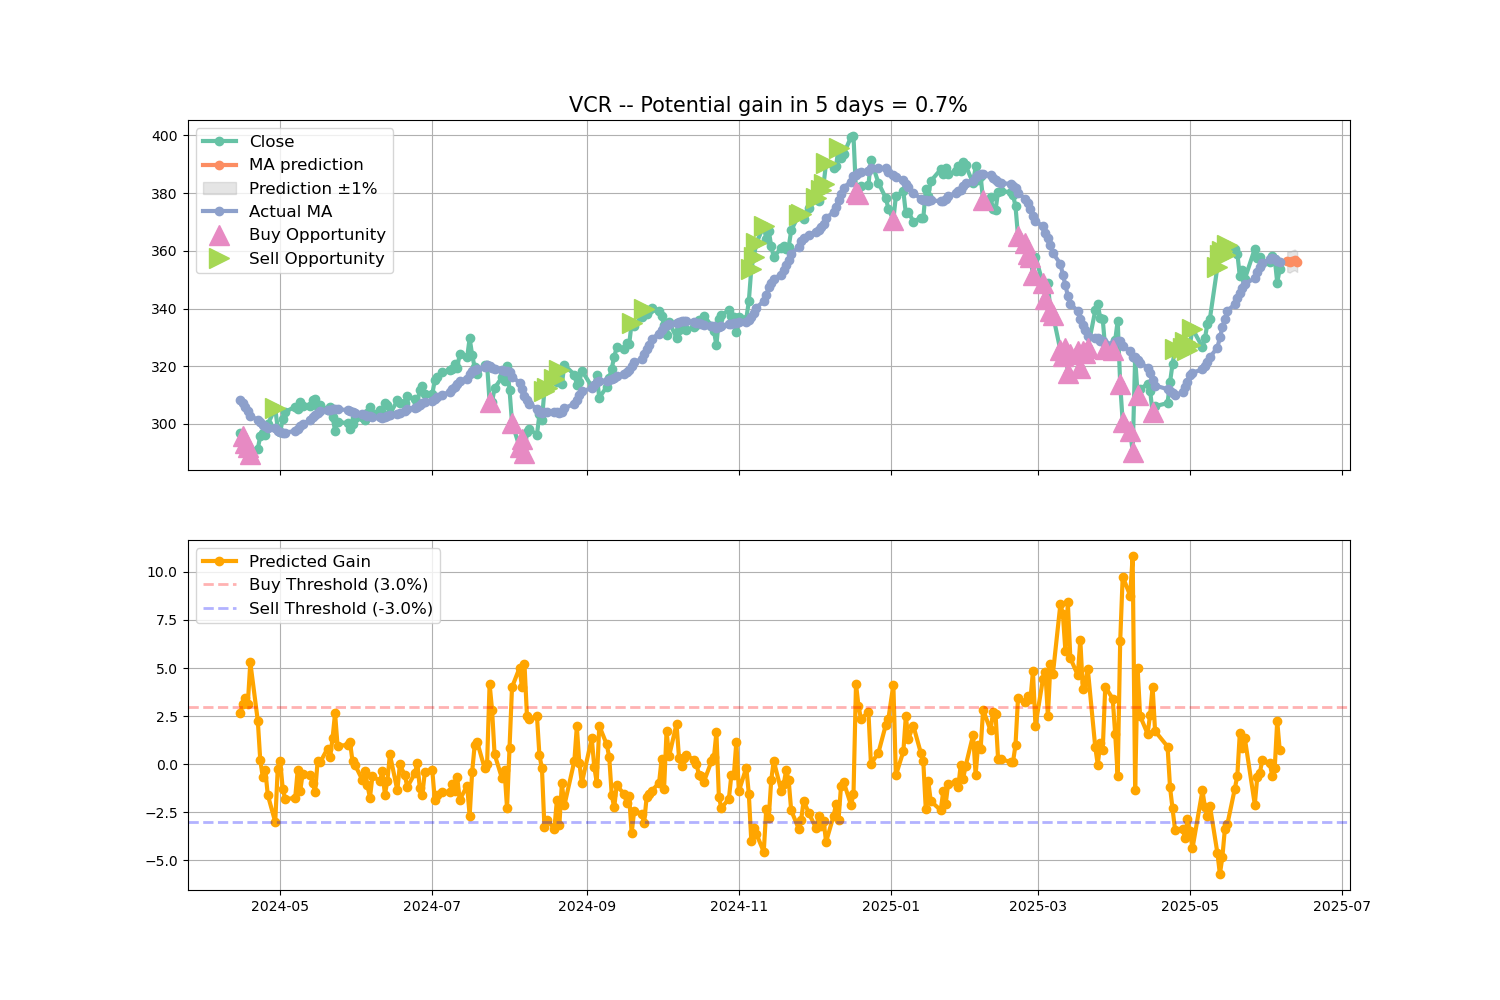 VCR -- Potential gain in 5 days = 0.7%
400
380
360
340
320
300
Close
MA prediction
Prediction ±1%
Actual MA
Buy Opportunity
Sell Opportunity
10.0
7.5
5.0
2.5
0.0
−2.5
−5.0
Predicted Gain
Buy Threshold (3.0%)
Sell Threshold (-3.0%)
2024-05 2024-07 2024-09 2024-11 2025-01 2025-03 2025-05 2025-07